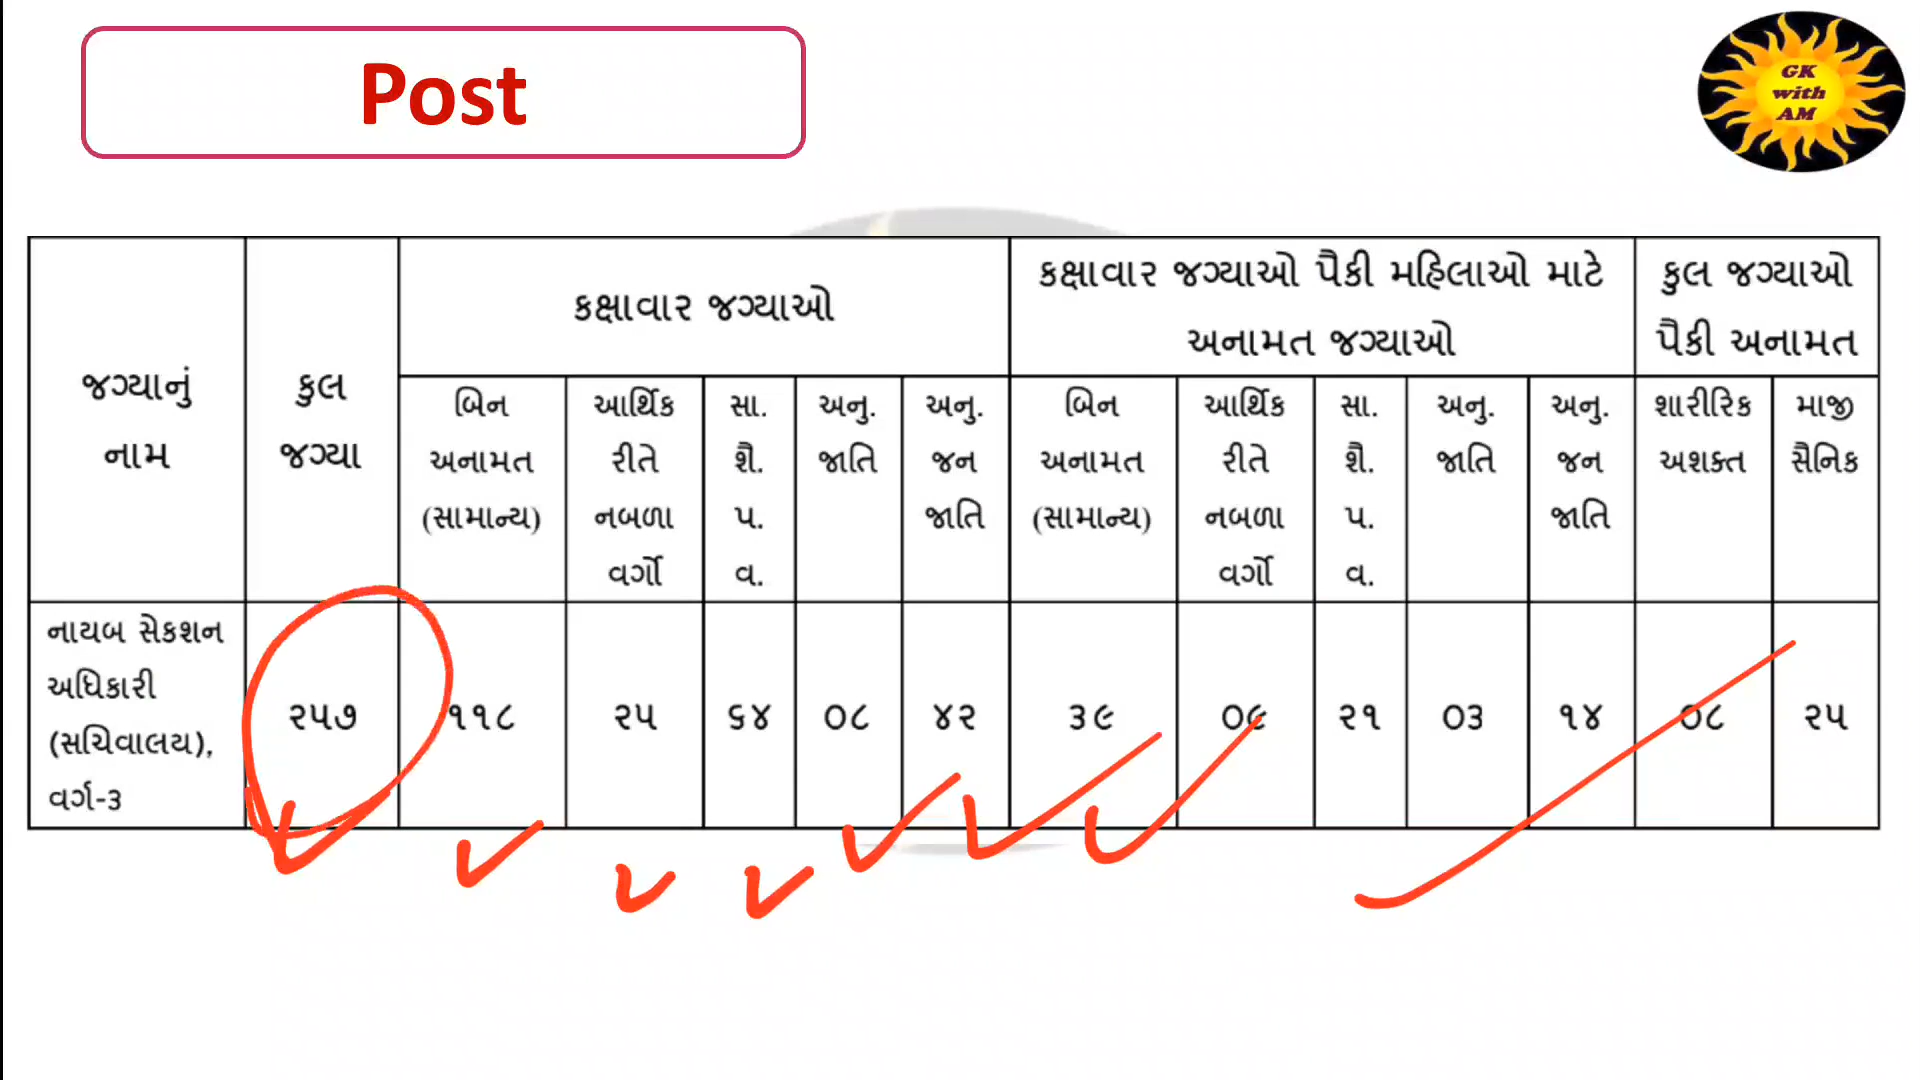 Post
GK
with
AM
જગ્યાનું
નામ
કુલ
જગ્યા
કક્ષાવાર જગ્યાઓ
કક્ષાવાર જગ્યાઓ પૈકી મહિલાઓ માટે
અનામત જગ્યાઓ
કુલ જગ્યાઓ
પૈકી અનામત
બિન
અનામત
(સામાન્ય)
આર્થિક
રીતે
નબળા
વર્ગો
સા.
શૈ.
પ.
વ.
અનુ.
જાતિ
અનુ.
જન
જાતિ
બિન
અનામત
(સામાન્ય)
આર્થિક
રીતે
નબળા
વર્ગો
સા.
શૈ.
પ.
વ.
અનુ.
જાતિ
અનુ.
જન
જાતિ
શારીરિક
અશક્ત
માજી
સૈનિક
નાયબ સેકશન
અધિકારી
(સચિવાલય),
વર્ગ-૩
૨૫૭
૧૧૮
૨૫
૬૪
૦૮
૪૨
૩૯
૦૯
૨૧
૦૩
૧૪
૦૮
૨૫